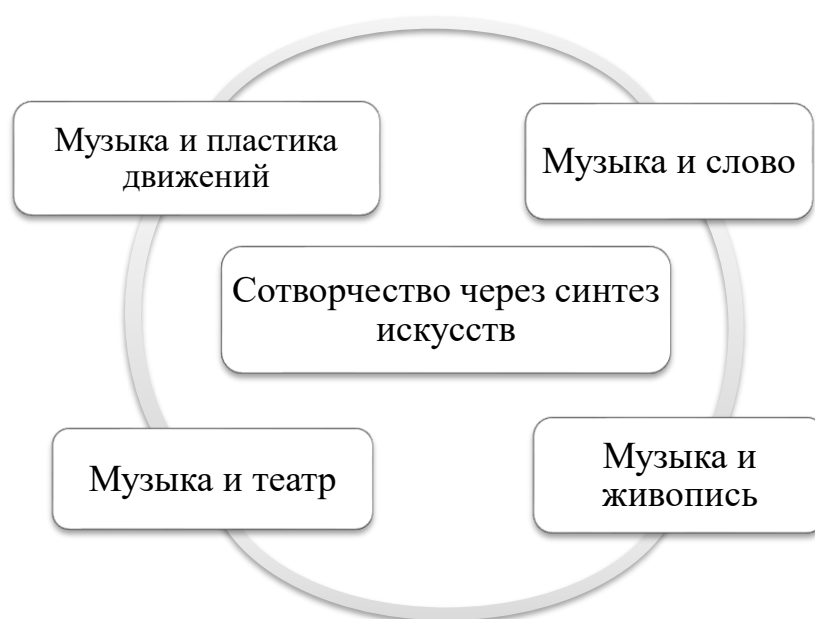 Музыка и пластика
движений
Музыка и слово
Сотворчество через синтез
искусств
Музыка и театр
Музыка и
живопись